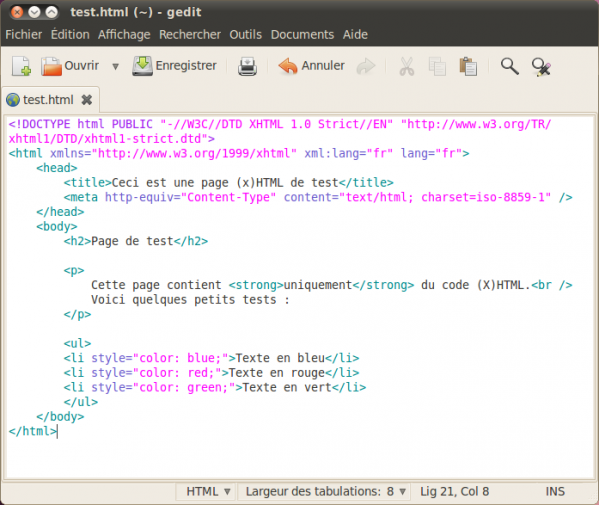 test.html (~) - gedit
Fichier Édition Affichage Rechercher Outils Documents Aide
Ouvrir Enregistrer Annuler
test.html
<!DOCTYPE html PUBLIC "-//W3C//DTD XHTML 1.0 Strict//EN" "http://www.w3.org/TR/
xhtml1/DTD/xhtml1-strict.dtd">
<html xmlns="http://www.w3.org/1999/xhtml" xml:lang="fr" lang="fr">
    <head>
        <title>Ceci est une page (x)HTML de test</title>
        <meta http-equiv="Content-Type" content="text/html; charset=iso-8859-1" />
    </head>
    <body>
        <h2>Page de test</h2>

        <p>
            Cette page contient <strong>uniquement</strong> du code (X)HTML.<br />
            Voici quelques petits tests :
        </p>

        <ul>
        <li style="color: blue;">Texte en bleu</li>
        <li style="color: red;">Texte en rouge</li>
        <li style="color: green;">Texte en vert</li>
        </ul>
    </body>
</html>
HTML Largeur des tabulations: 8 Lig 21, Col 8 INS